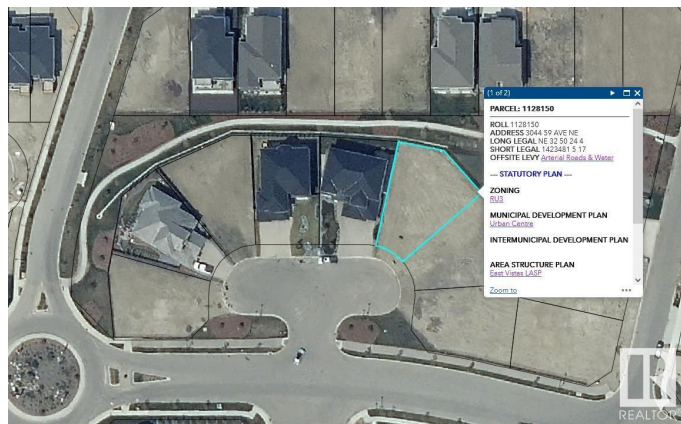 (1 of 2)
PARCEL: 1128150
ROLL 1128150
ADDRESS 3044 59 AVE NE
LONG LEGAL NE 32 50 24 4
SHORT LEGAL 1423481 5 17
OFFSITE LEVY Arterial Roads & Water
--- STATUTORY PLAN ---
ZONING
RU3
MUNICIPAL DEVELOPMENT PLAN
Urban Centre
INTERMUNICIPAL DEVELOPMENT PLAN
AREA STRUCTURE PLAN
East Vistas LASP
Zoom to
REALTOR